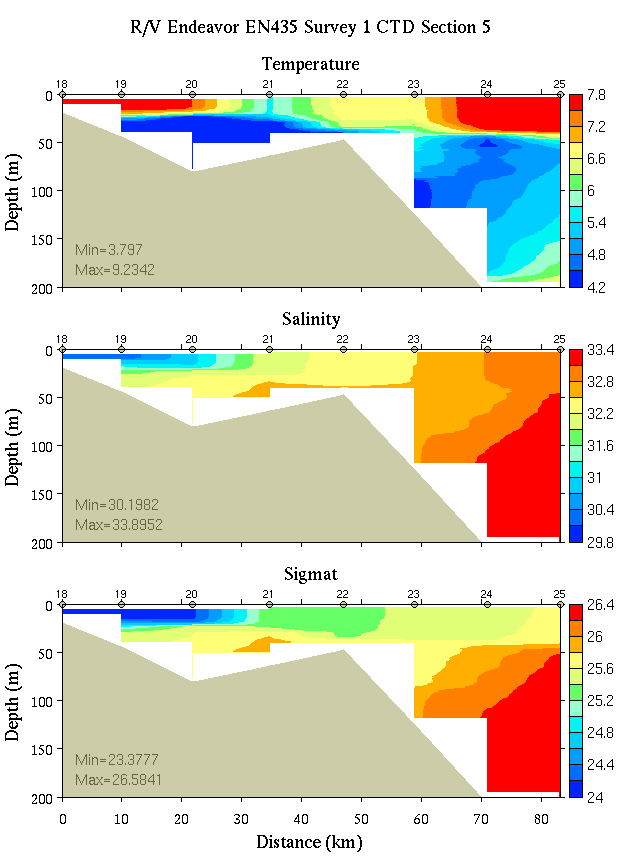 R/V Endeavor EN435 Survey 1 CTD Section 5
Temperature
18 19 20 21 22 23 24 25
0
50
100
150
200
Depth (m)
Min=3.797
Max=9.2342
7.8
7.2
6.6
6
5.4
4.8
4.2
Salinity
18 19 20 21 22 23 24 25
0
50
100
150
200
Depth (m)
Min=30.1982
Max=33.8952
33.4
32.8
32.2
31.6
31
30.4
29.8
Sigmat
18 19 20 21 22 23 24 25
0
50
100
150
200
Depth (m)
Min=23.3777
Max=26.5841
26.4
26
25.6
25.2
24.8
24.4
24
0 10 20 30 40 50 60 70 80
Distance (km)